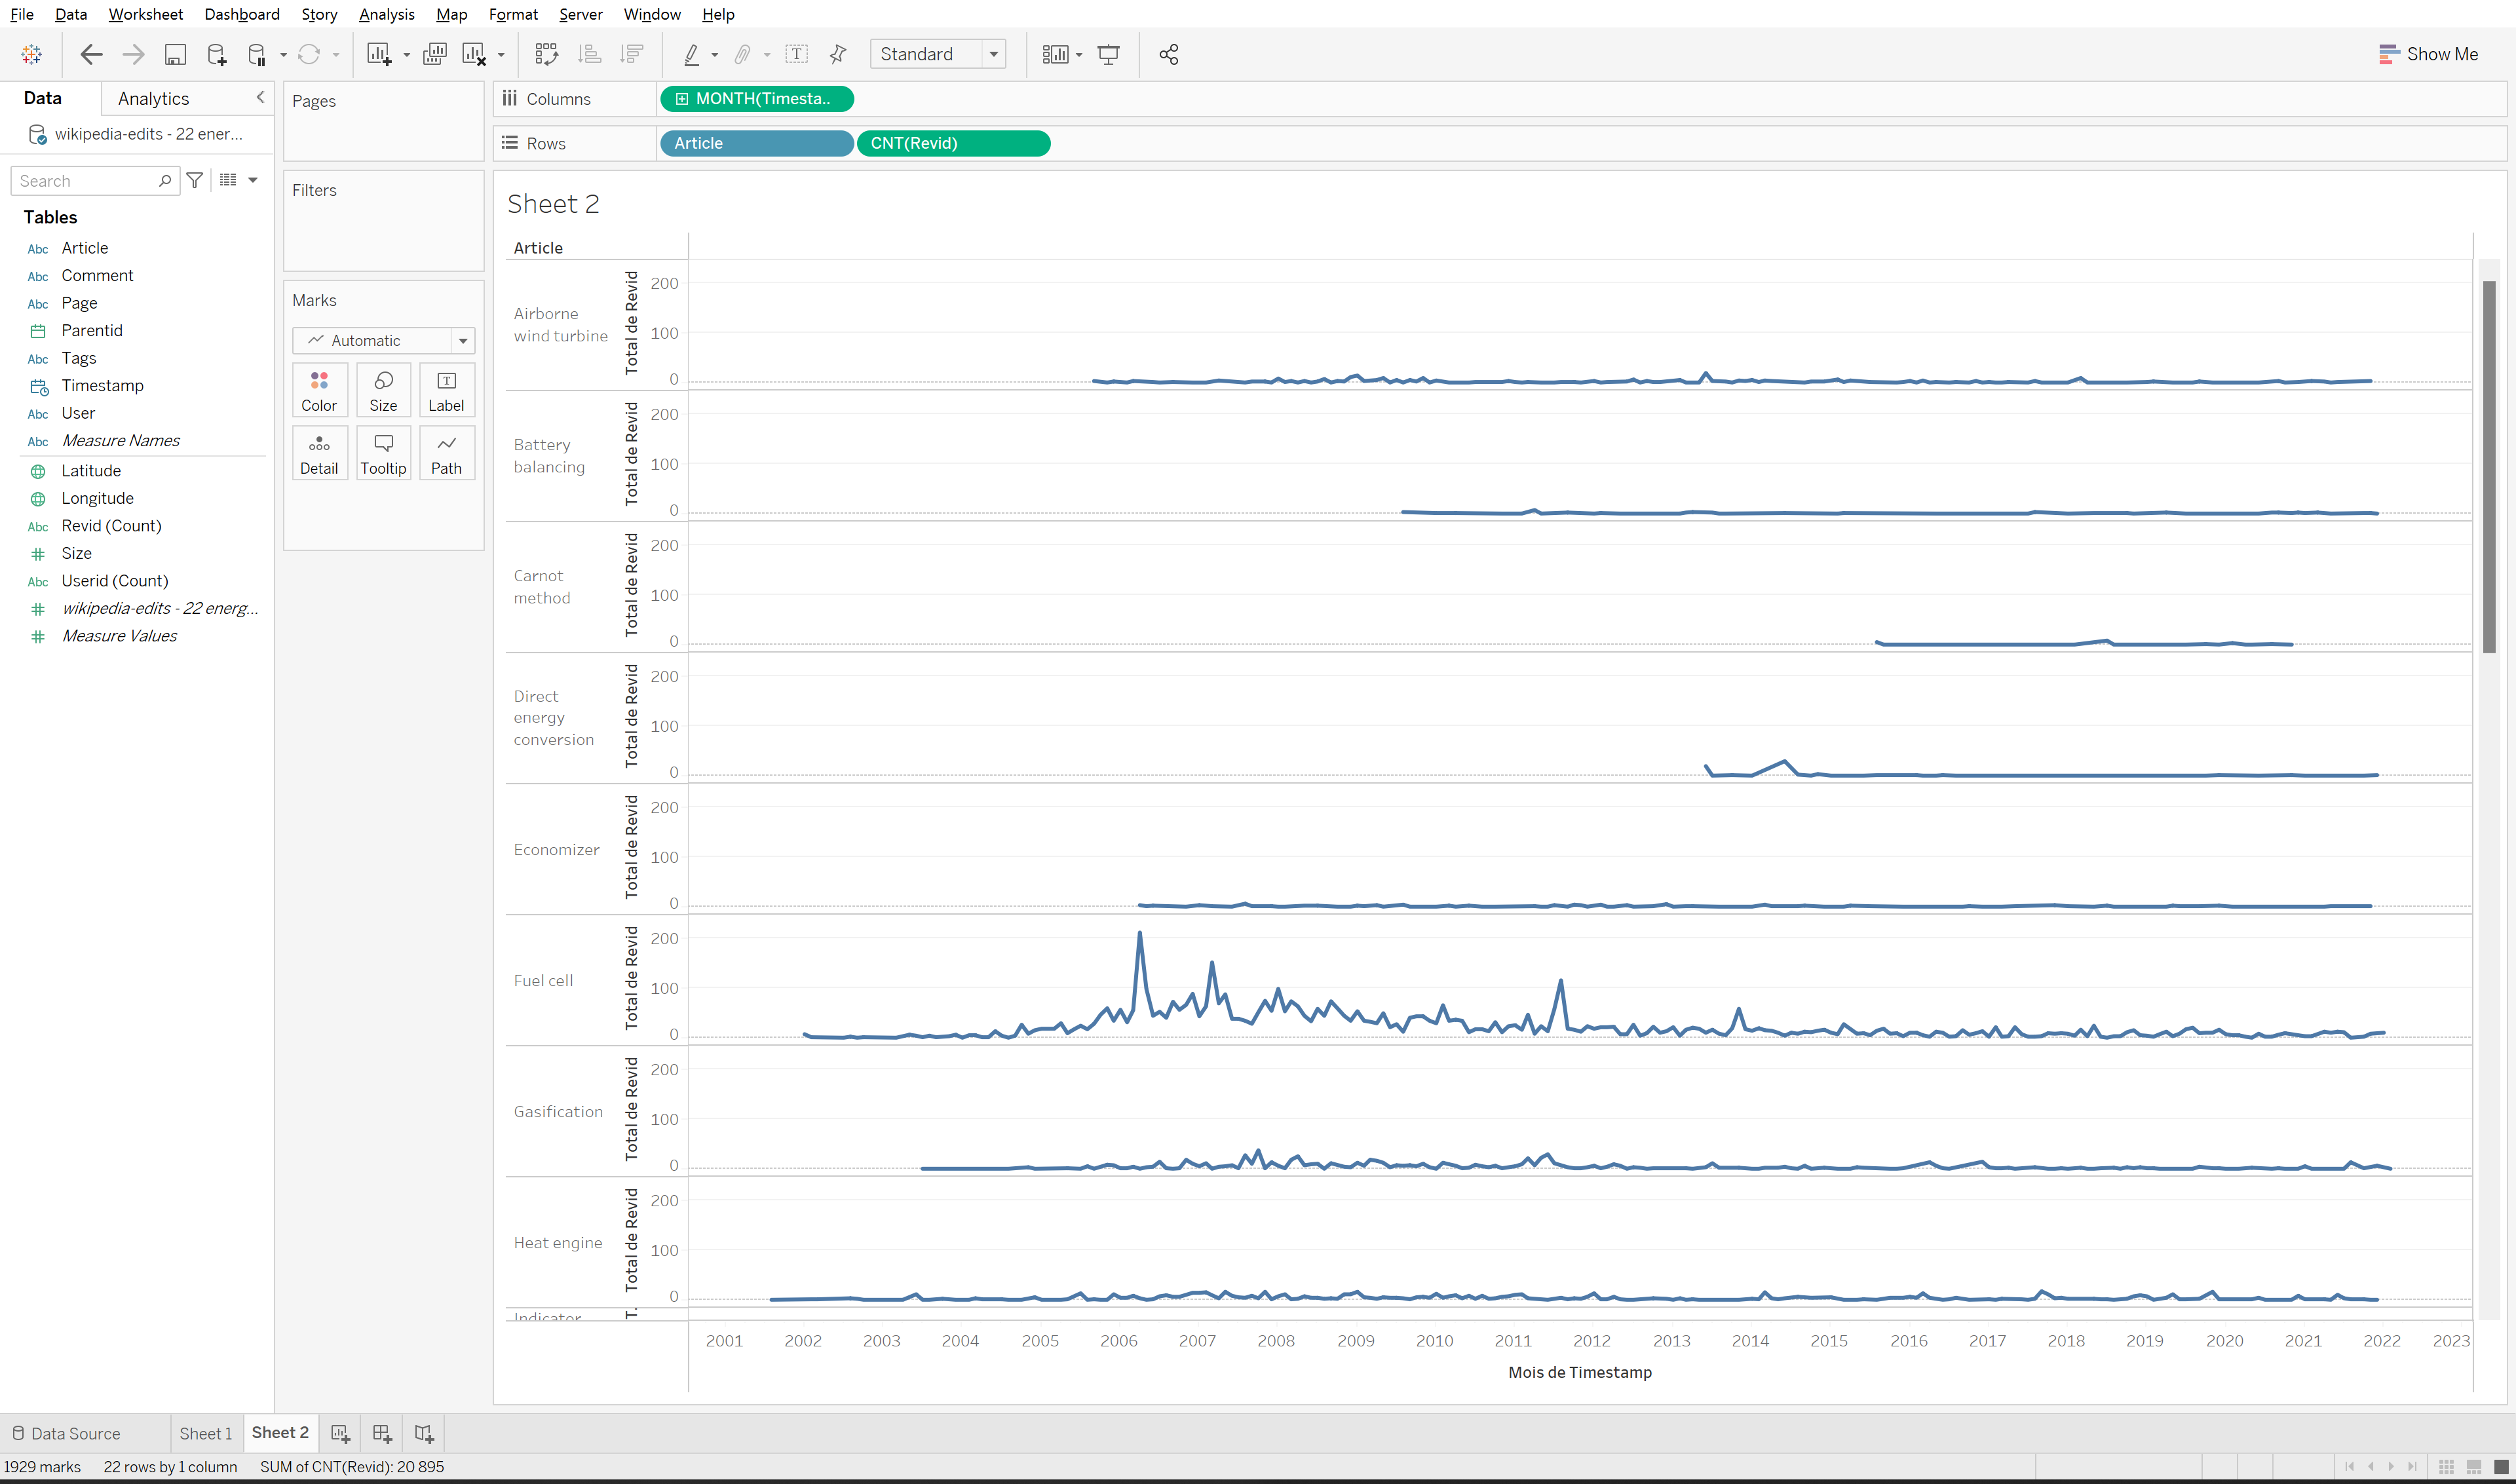 File Data Worksheet Dashboard Story Analysis Map Format Server Window Help
Standard
Show Me
Data Analytics
wikipedia-edits - 22 ener...
Search
Tables
Abc Article
Abc Comment
Abc Page
Parentid
Abc Tags
Timestamp
Abc User
Abc Measure Names
Latitude
Longitude
Abc Revid (Count)
Size
Abc Userid (Count)
wikipedia-edits - 22 energ...
Measure Values
Pages
Filters
Marks
Automatic
Color Size Label
Detail Tooltip Path
Columns MONTH(Timesta..
Rows Article CNT(Revid)
Sheet 2
Article
Airborne
wind turbine
Total de Revid
200
100
0
Battery
balancing
Total de Revid
200
100
0
Carnot
method
Total de Revid
200
100
0
Direct
energy
conversion
Total de Revid
200
100
0
Economizer
Total de Revid
200
100
0
Fuel cell
Total de Revid
200
100
0
Gasification
Total de Revid
200
100
0
Heat engine
Total de Revid
200
100
0
Indicator
T.
2001 2002 2003 2004 2005 2006 2007 2008 2009 2010 2011 2012 2013 2014 2015 2016 2017 2018 2019 2020 2021 2022 2023
Mois de Timestamp
Data Source Sheet 1 Sheet 2
1929 marks 22 rows by 1 column SUM of CNT(Revid): 20 895